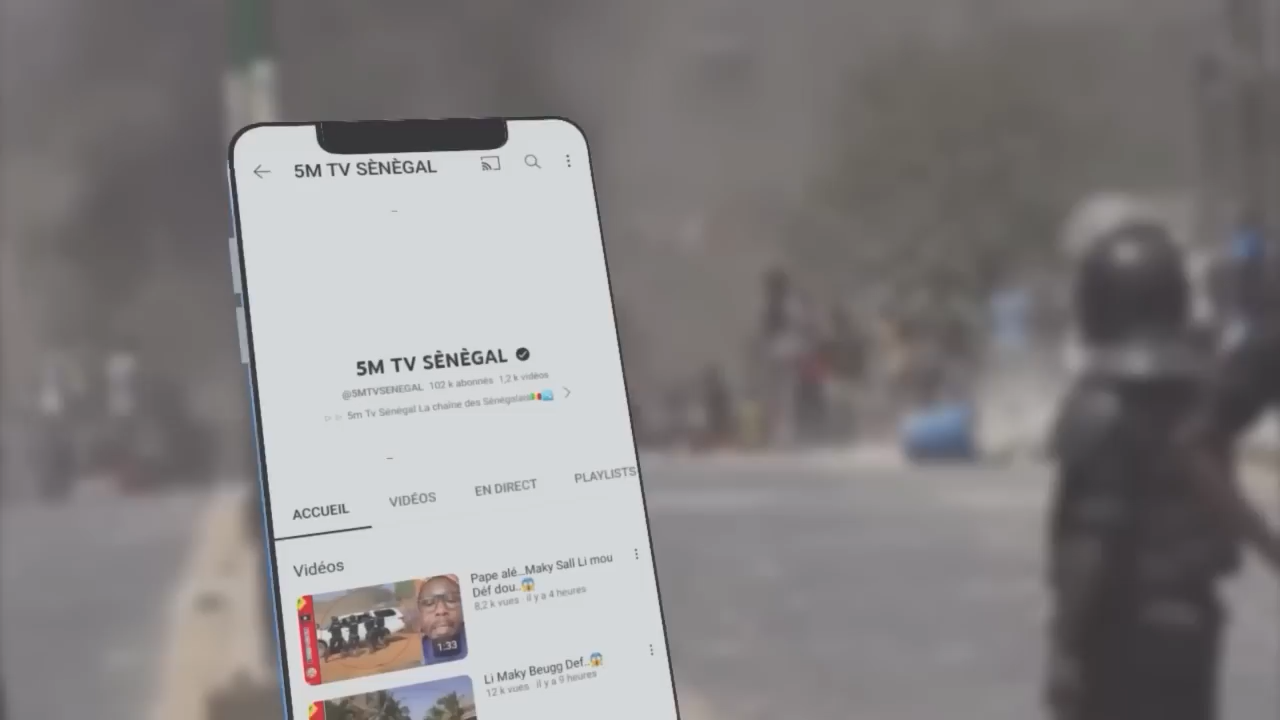 5M TV SÈNÈGAL
5M TV SÈNÈGAL
@5MTVSENEGAL 102 k abonnés 1,2 k vidéos
5m Tv Sénégal La chaîne des Sénégalais🇸🇳
ACCUEIL VIDÉOS EN DIRECT PLAYLISTS
Vidéos
Pape alé...Maky Sall Li mou
Déf dou..😱
8,2 k vues · il y a 4 heures
1:33
Li Maky Beugg Def..😱
12 k vues · il y a 9 heures